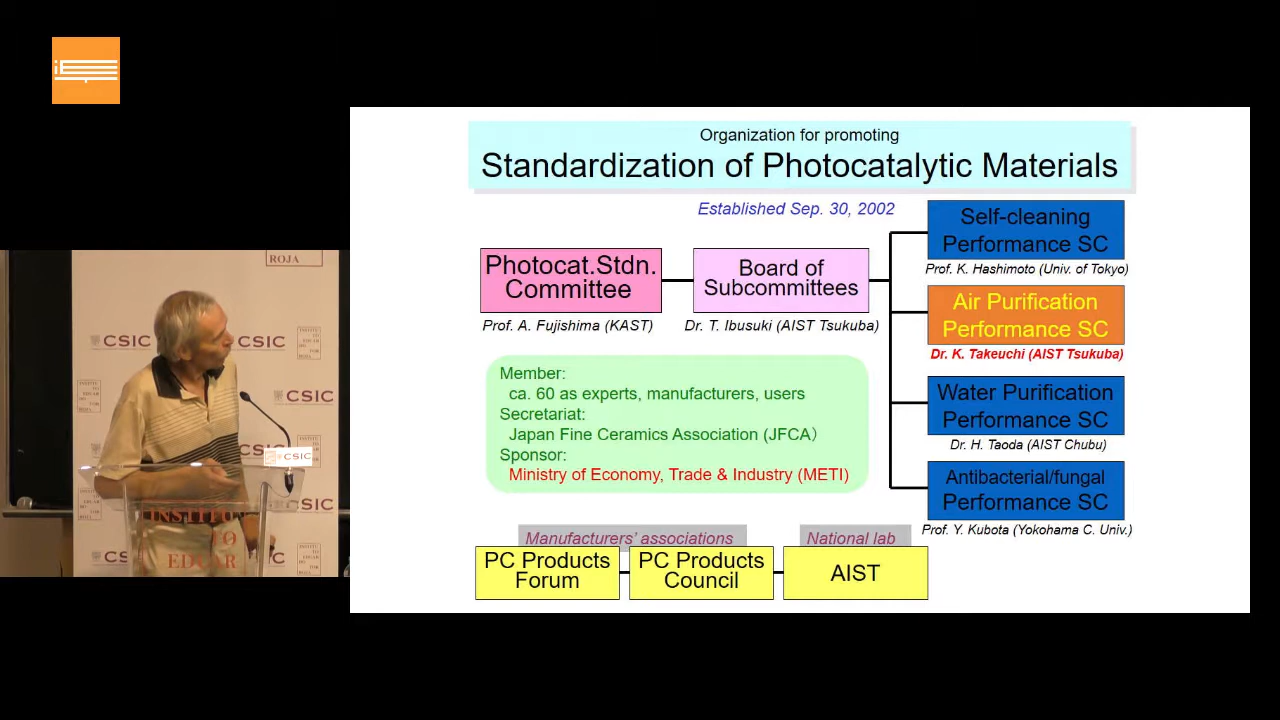 Organization for promoting
Standardization of Photocatalytic Materials
Established Sep. 30, 2002
Photocat.Stdn.
Committee
Prof. A. Fujishima (KAST)
Board of
Subcommittees
Dr. T. Ibusuki (AIST Tsukuba)
Self-cleaning
Performance SC
Prof. K. Hashimoto (Univ. of Tokyo)
Air Purification
Performance SC
Dr. K. Takeuchi (AIST Tsukuba)
Water Purification
Performance SC
Dr. H. Taoda (AIST Chubu)
Antibacterial/fungal
Performance SC
Prof. Y. Kubota (Yokohama C. Univ.)
Member:
ca. 60 as experts, manufacturers, users
Secretariat:
Japan Fine Ceramics Association (JFCA)
Sponsor:
Ministry of Economy, Trade & Industry (METI)
Manufacturers' associations
National lab
PC Products
Forum
PC Products
Council
AIST
ROJA
CSIC
CSIC
CSIC
CSIC
CSIC
CSIC
INSTITU
TO
EDUAR